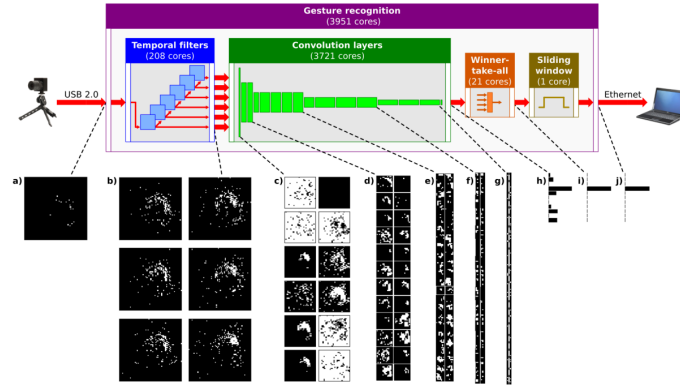 Gesture recognition
(3951 cores)
Temporal filters
(208 cores)
Convolution layers
(3721 cores)
Winner-
take-all
(21 cores)
Sliding
window
(1 core)
USB 2.0
Ethernet
a)
b)
c)
d)
e)
f)
g)
h)
i)
j)